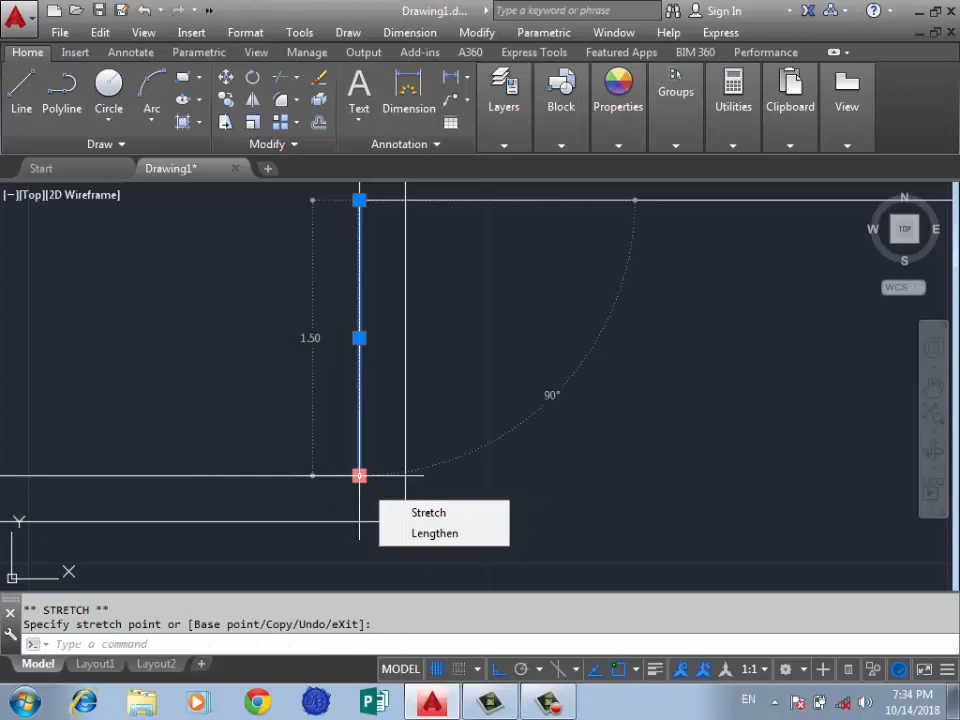 Drawing1.d...
Type a keyword or phrase
Sign In
File Edit View Insert Format Tools Draw Dimension Modify Parametric Window Help Express
Home Insert Annotate Parametric View Manage Output Add-ins A360 Express Tools Featured Apps BIM 360 Performance
Line Polyline Circle Arc Text Dimension Layers Block Properties Groups Utilities Clipboard View
Draw Modify Annotation
Start Drawing1*
[−][Top][2D Wireframe]
N
W TOP E
S
WCS
1.50
90°
Stretch
Lengthen
Y
X
** STRETCH **
Specify stretch point or [Base point/Copy/Undo/eXit]:
Type a command
Model Layout1 Layout2
MODEL 1:1
EN 7:34 PM
10/14/2018